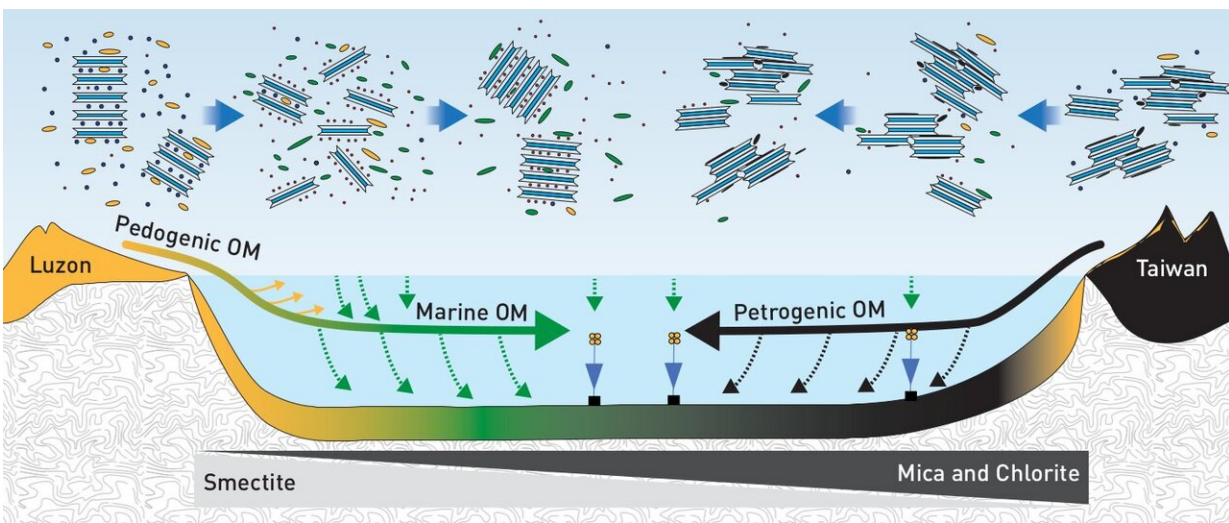 Pedogenic OM
Luzon
Taiwan
Marine OM
Petrogenic OM
Mica and Chlorite
Smectite